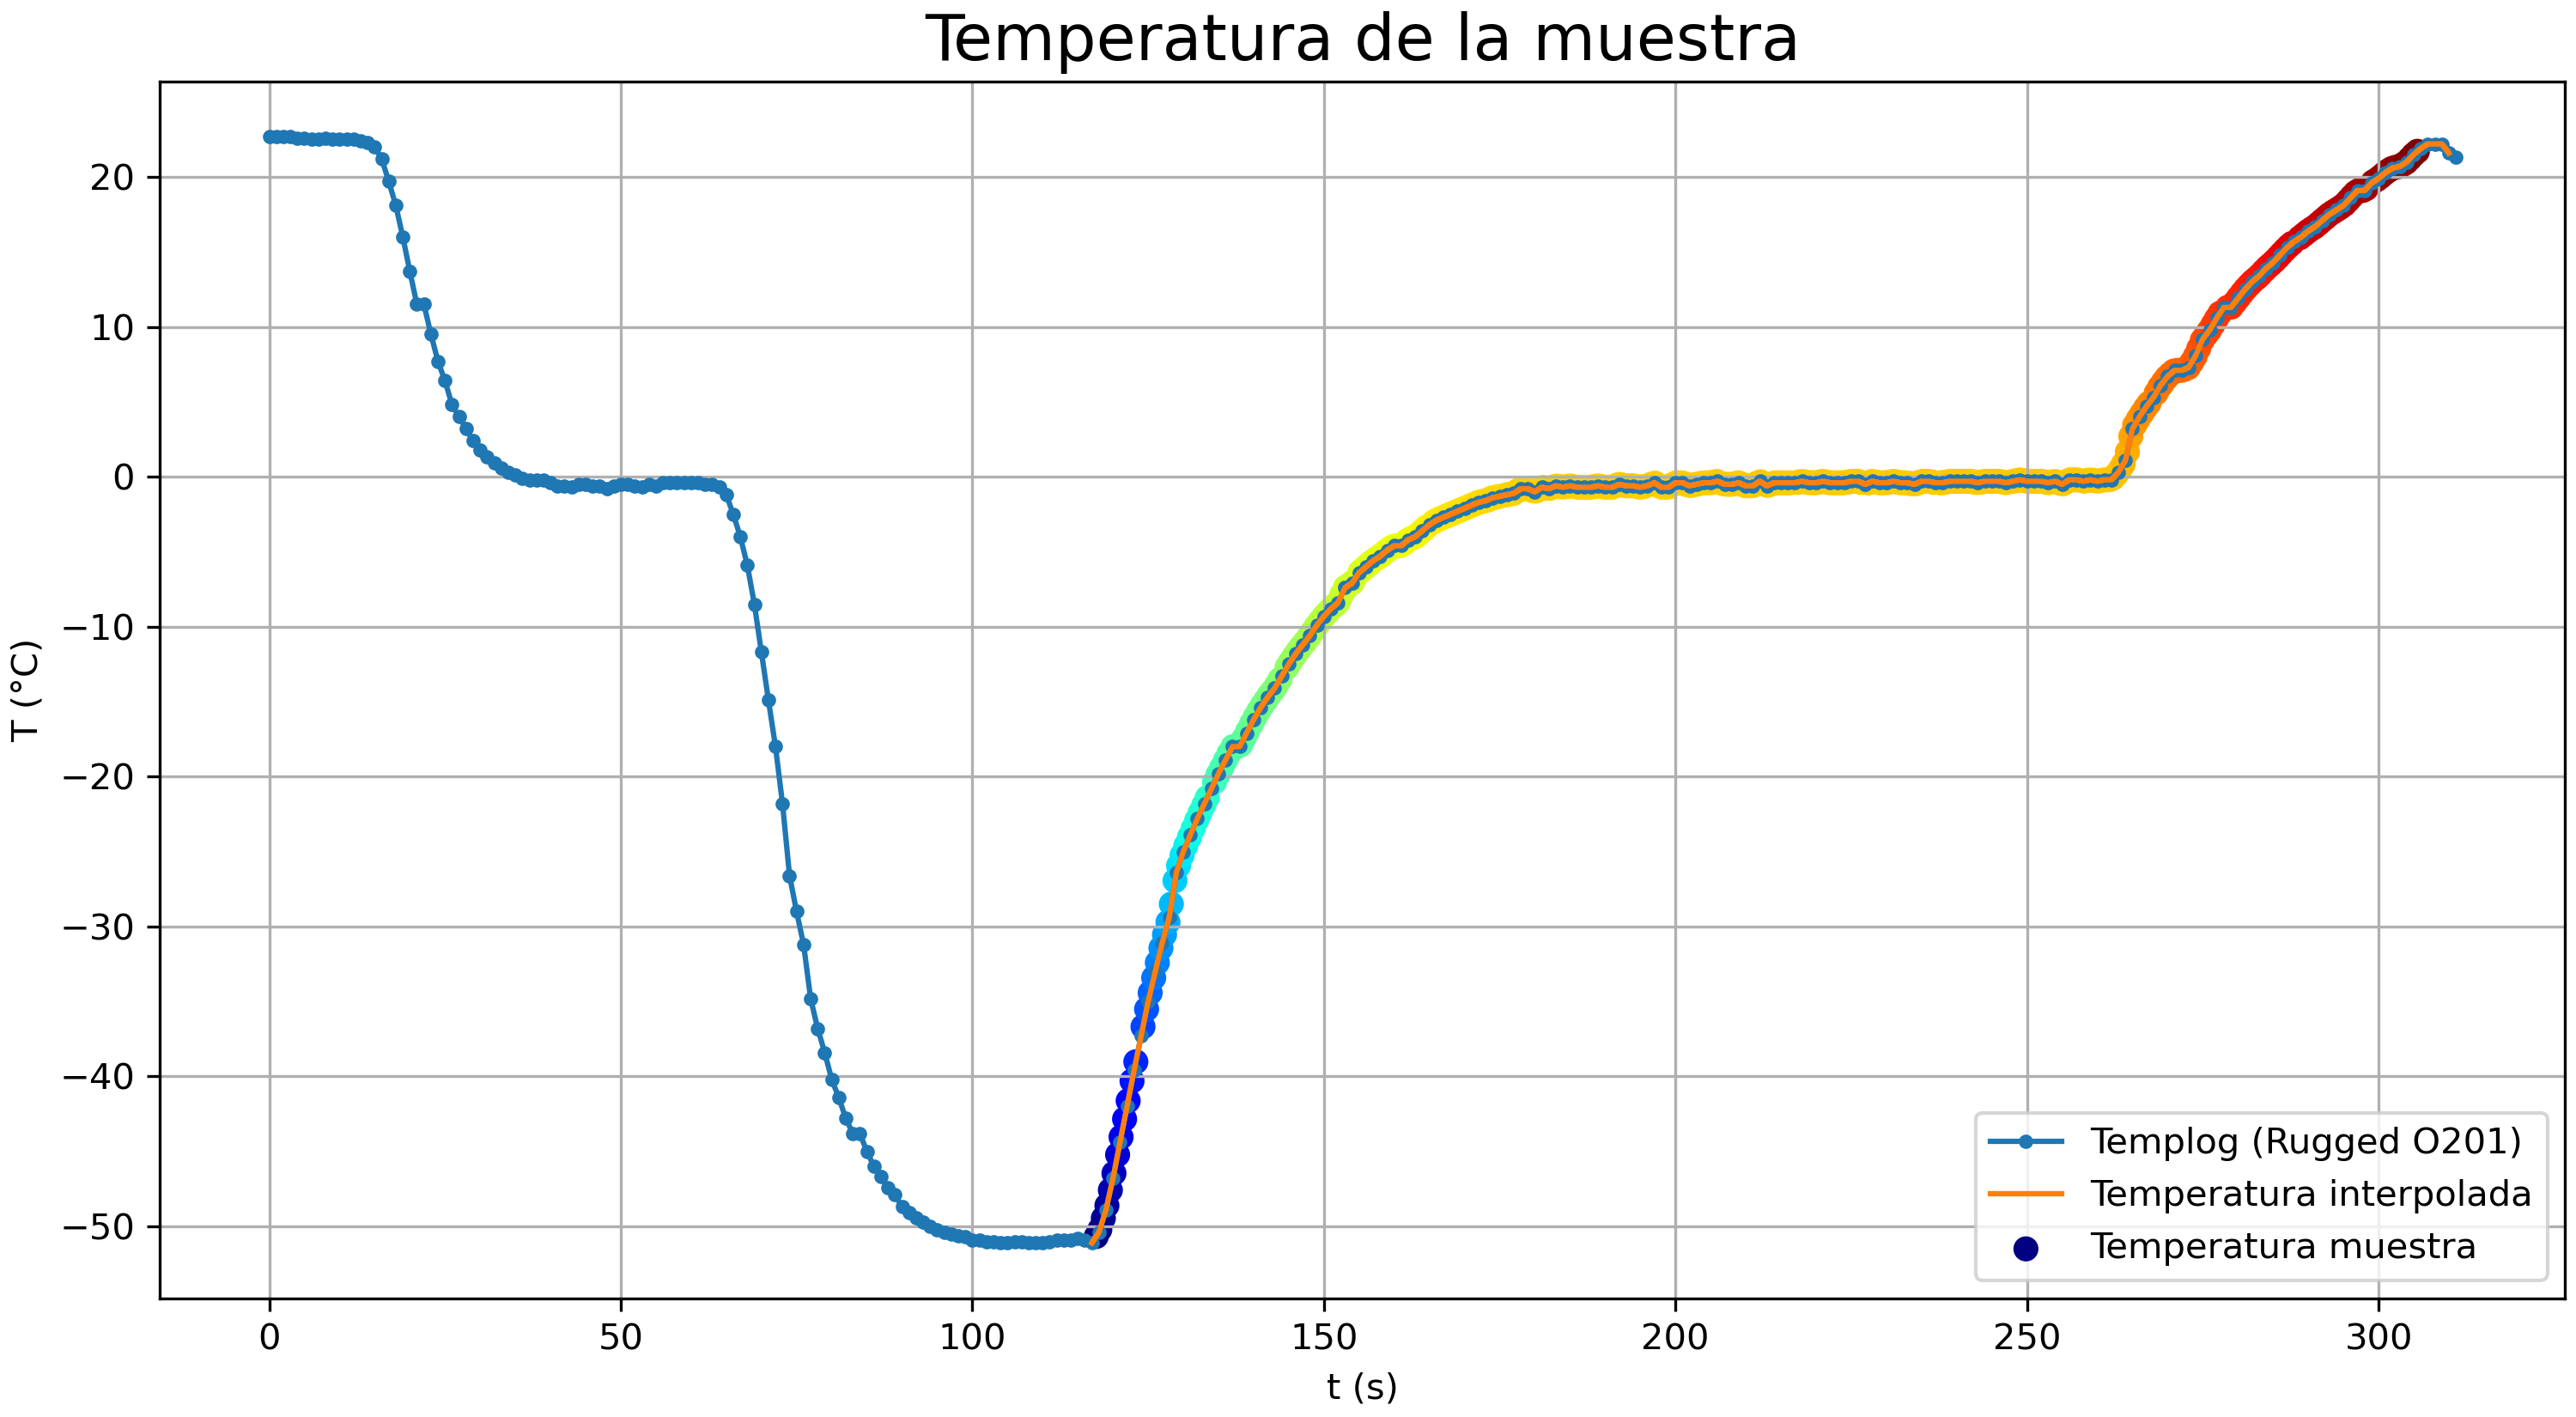 Temperatura de la muestra
20
10
0
−10
−20
−30
−40
−50
T (°C)
0
50
100
150
200
250
300
t (s)
Templog (Rugged O201)
Temperatura interpolada
Temperatura muestra